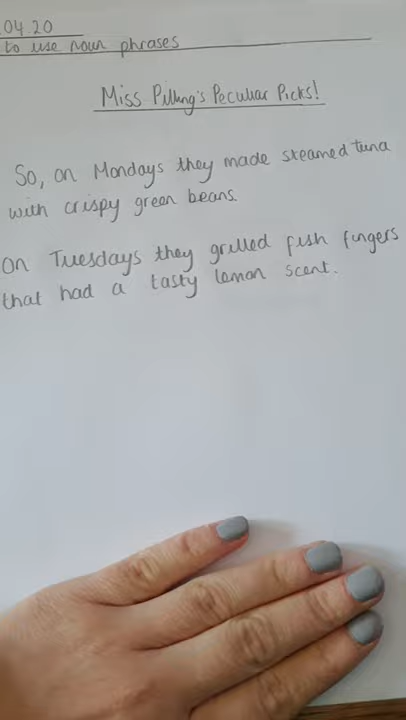 .04.20
to use noun phrases
Miss Pilling's Peculiar Picks!
So, on Mondays they made steamed tuna
with crispy green beans.
On Tuesdays they grilled fish fingers
that had a tasty lemon scent.